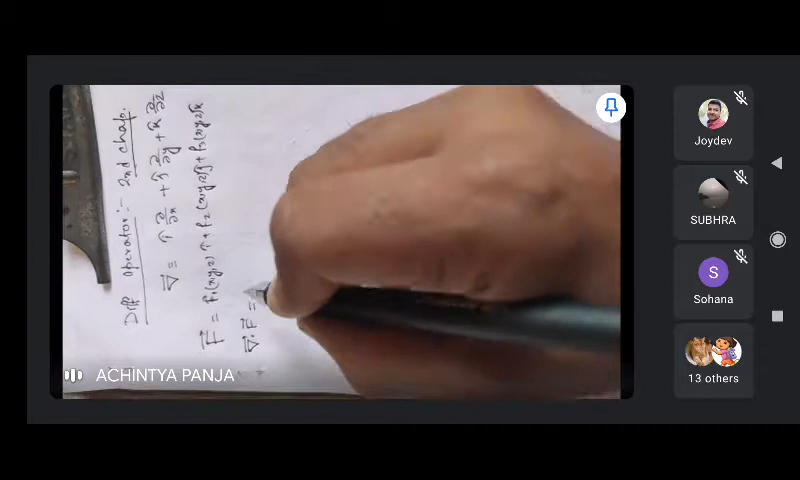 Diff operator:- 2nd chap.
∇⃗ = î ∂/∂x + ĵ ∂/∂y + k̂ ∂/∂z
F⃗ = f₁(x,y,z) î + f₂(x,y,z)ĵ + f₃(x,y,z)k̂
∇⃗.F⃗ =
ACHINTYA PANJA
Joydev
SUBHRA
S
Sohana
13 others